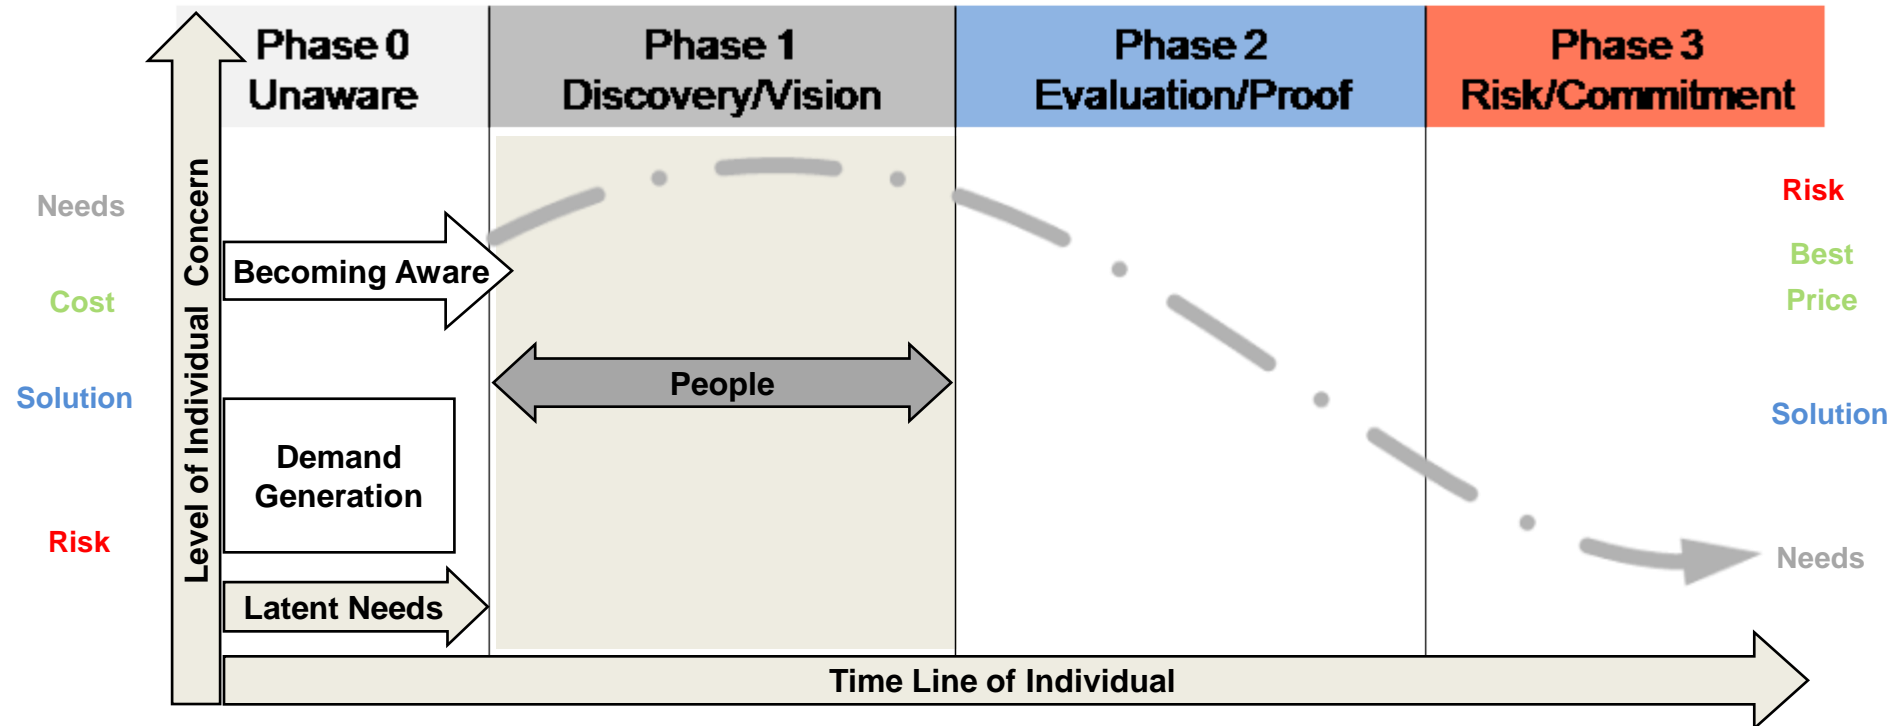 Phase 0
Unaware
Phase 1
Discovery/Vision
Phase 2
Evaluation/Proof
Phase 3
Risk/Commitment
Level of Individual Concern
Needs
Cost
Solution
Risk
Becoming Aware
Demand
Generation
Latent Needs
People
Risk
Best
Price
Solution
Needs
Time Line of Individual